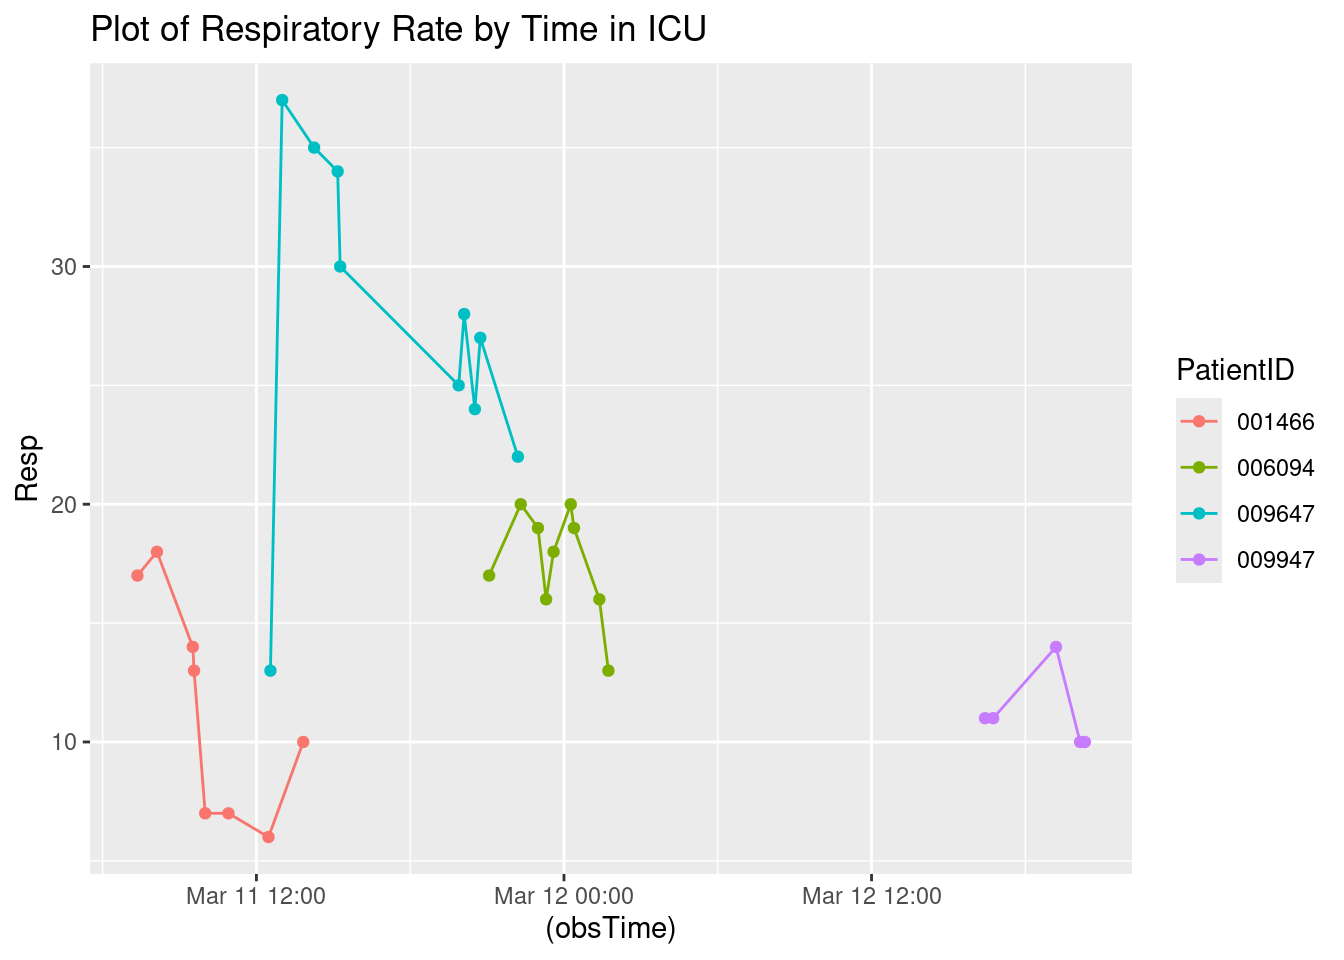 Plot of Respiratory Rate by Time in ICU
Resp
30
20
10
Mar 11 12:00
Mar 12 00:00
Mar 12 12:00
(obsTime)
PatientID
001466
006094
009647
009947